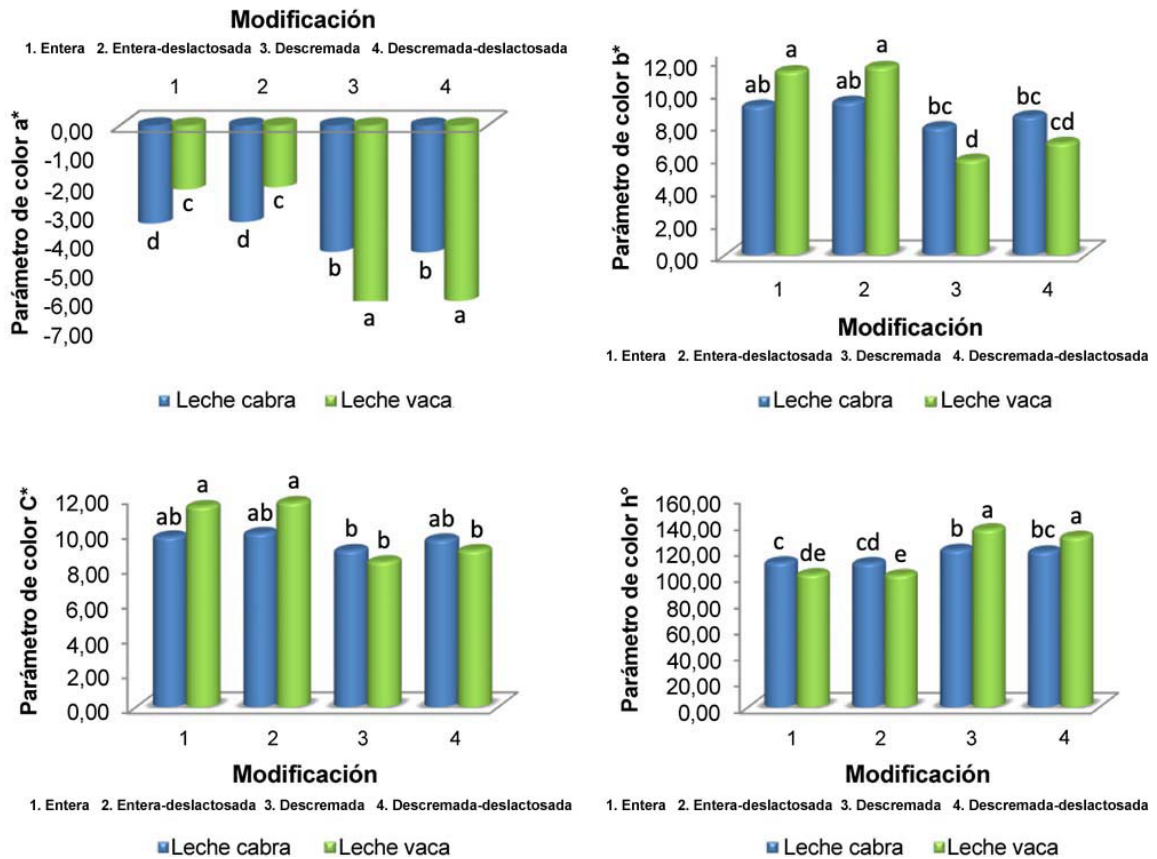 Modificación
1. Entera 2. Entera-deslactosada 3. Descremada 4. Descremada-deslactosada
1 2 3 4
Parámetro de color a*
0,00
-1,00
-2,00
-3,00
-4,00
-5,00
-6,00
-7,00
d c d c b a b a
Leche cabra Leche vaca
Parámetro de color b*
12,00
10,00
8,00
6,00
4,00
2,00
0,00
ab a ab a bc d bc cd
1 2 3 4
Modificación
1. Entera 2. Entera-deslactosada 3. Descremada 4. Descremada-deslactosada
Leche cabra Leche vaca
Parámetro de color C*
12,00
10,00
8,00
6,00
4,00
2,00
0,00
ab a ab a b b ab b
1 2 3 4
Modificación
1. Entera 2. Entera-deslactosada 3. Descremada 4. Descremada-deslactosada
Leche cabra Leche vaca
Parámetro de color h°
160,00
140,00
120,00
100,00
80,00
60,00
40,00
20,00
0,00
c de cd e b a bc a
1 2 3 4
Modificación
1. Entera 2. Entera-deslactosada 3. Descremada 4. Descremada-deslactosada
Leche cabra Leche vaca